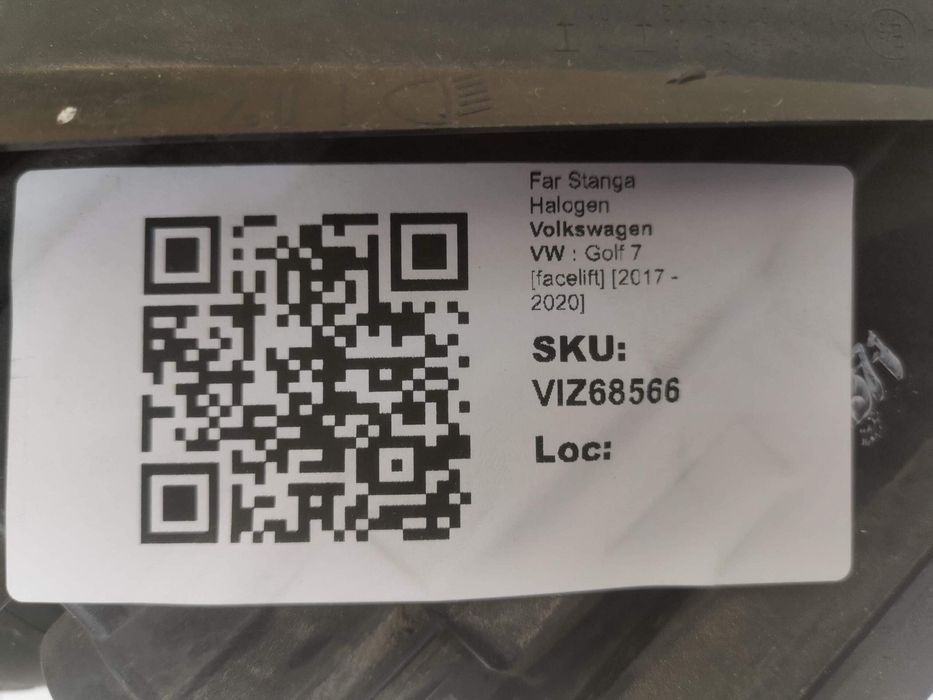 Far Stanga
Halogen
Volkswagen
VW : Golf 7
[facelift] [2017 -
2020]
SKU:
VIZ68566
Loc: